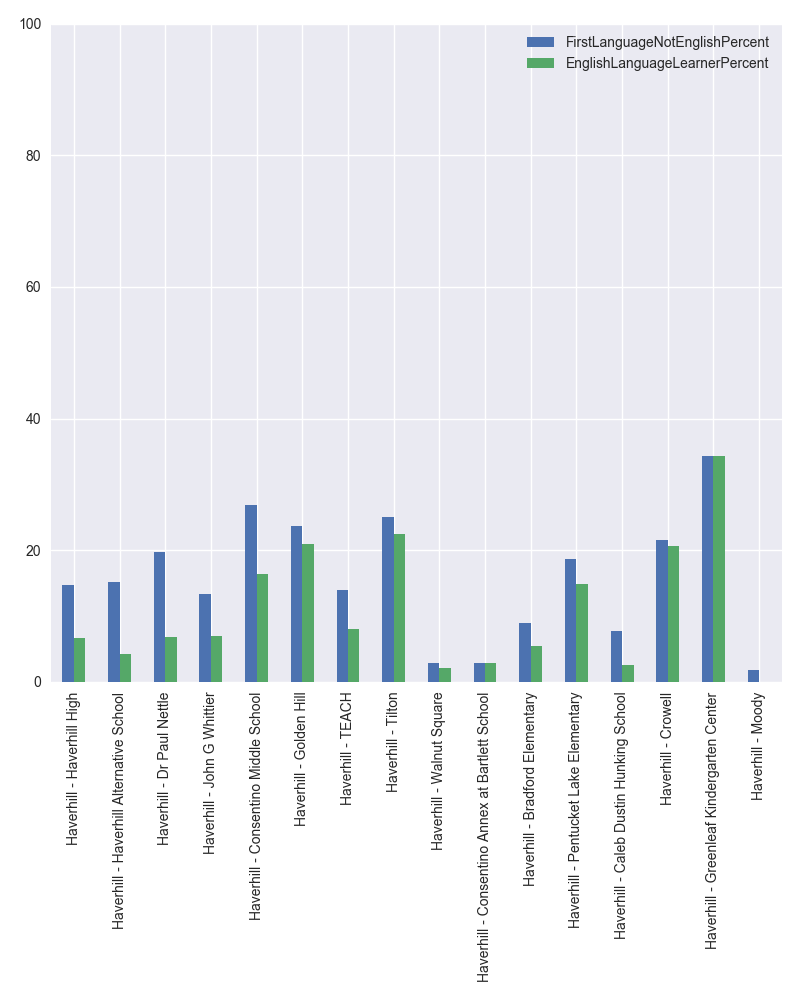 100
80
60
40
20
0
FirstLanguageNotEnglishPercent
EnglishLanguageLearnerPercent
Haverhill - Haverhill High
Haverhill - Haverhill Alternative School
Haverhill - Dr Paul Nettle
Haverhill - John G Whittier
Haverhill - Consentino Middle School
Haverhill - Golden Hill
Haverhill - TEACH
Haverhill - Tilton
Haverhill - Walnut Square
Haverhill - Consentino Annex at Bartlett School
Haverhill - Bradford Elementary
Haverhill - Pentucket Lake Elementary
Haverhill - Caleb Dustin Hunking School
Haverhill - Crowell
Haverhill - Greenleaf Kindergarten Center
Haverhill - Moody